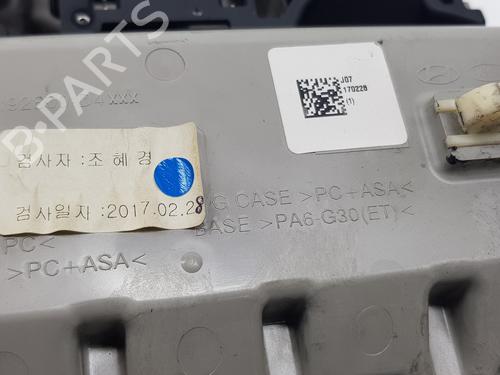 B-PARTS
J07
170228
(1)
검사자 : 조혜경
검사일자 : 2017.02.28
CASE >PC+ASA<
BASE >PA6-G30(ET)<
PC<
>PC+ASA<